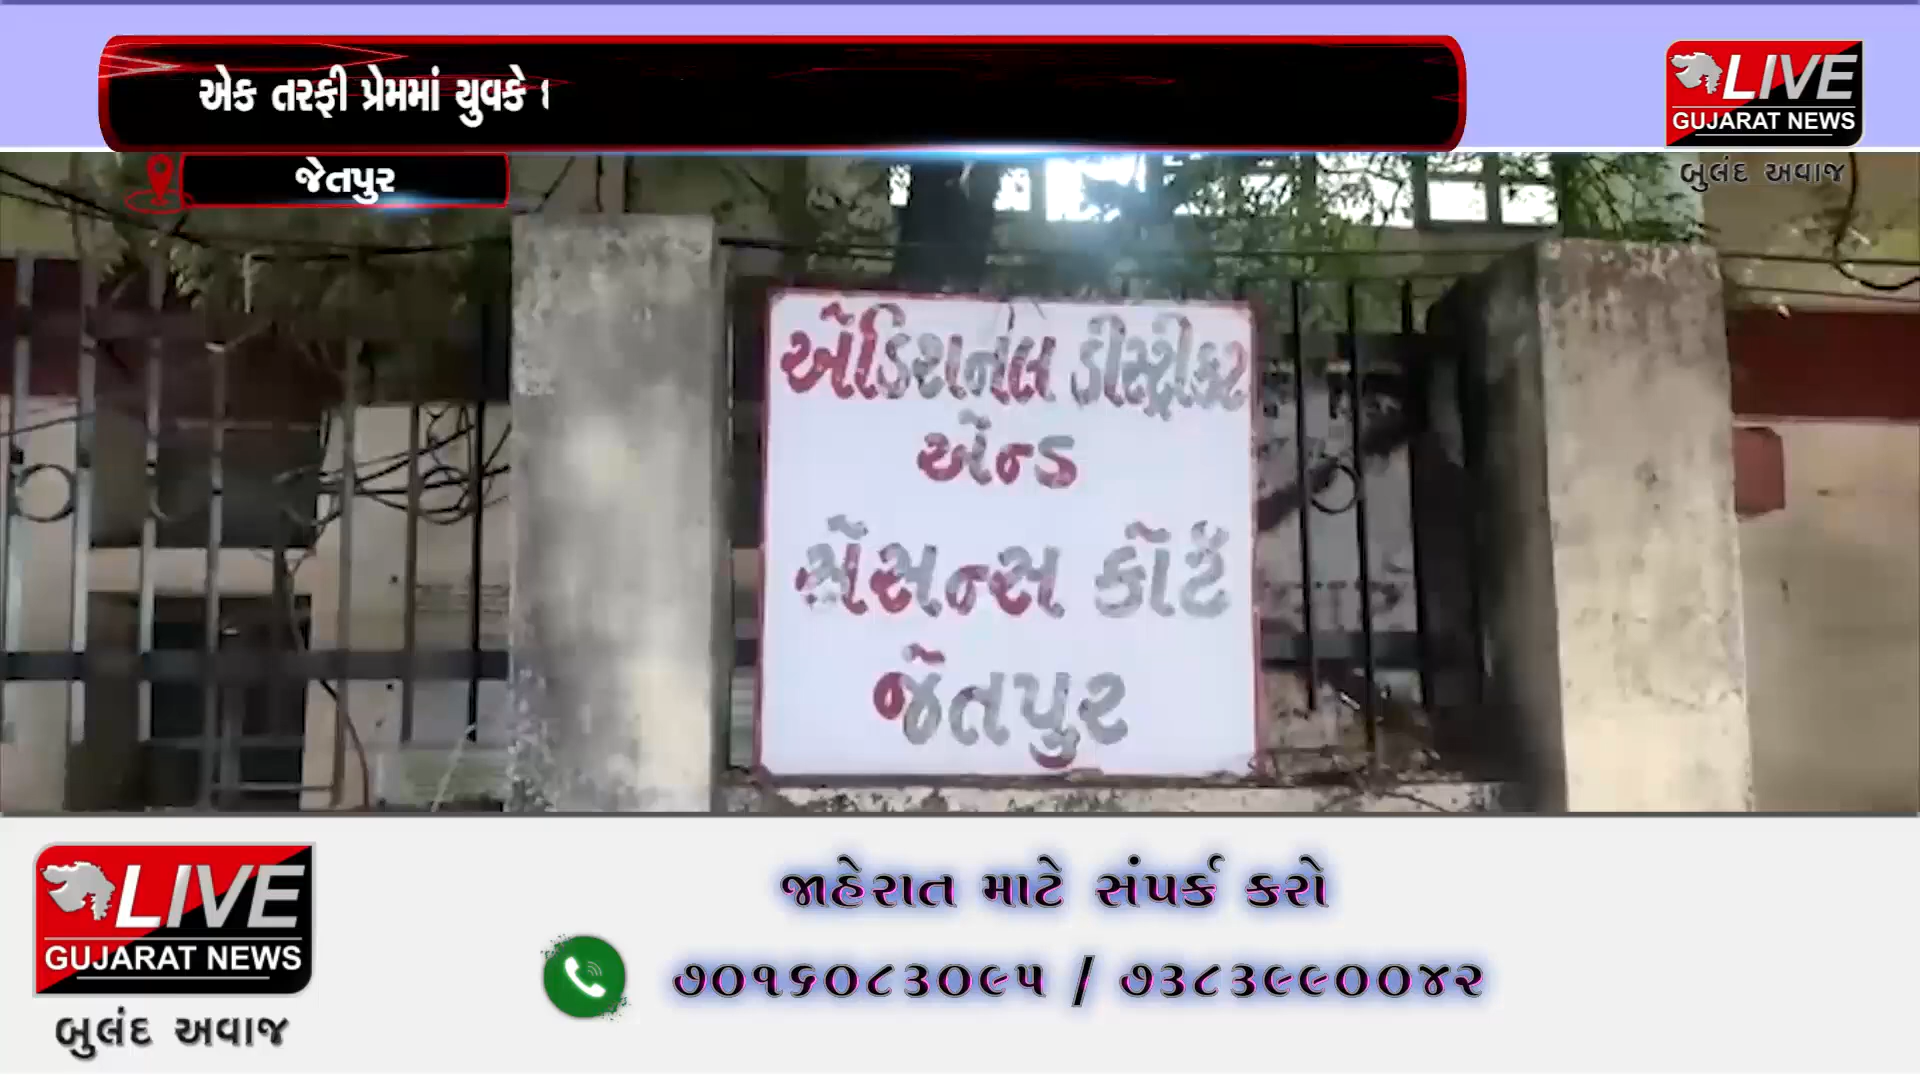 એક તરફી પ્રેમમાં યુવકે
LIVE
GUJARAT NEWS
બુલંદ અવાજ
જેતપુર
એડિશનલ ડીસ્ટ્રીકટ
એન્ડ
સેસન્સ કોર્ટ
જેતપુર
LIVE
GUJARAT NEWS
બુલંદ અવાજ
જાહેરાત માટે સંપર્ક કરો
૭૦૧૬૦૮૩૦૯૫ / ૭૩૮૩૯૯૦૦૪૨